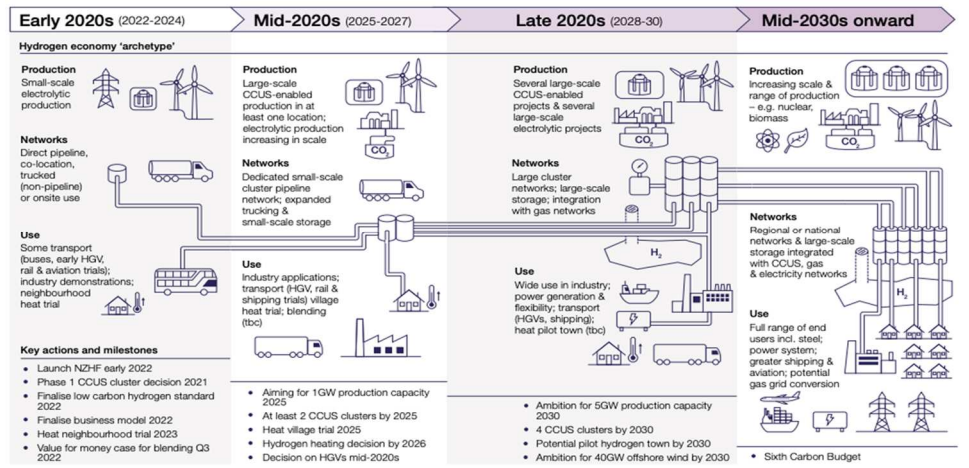 Early 2020s (2022-2024)
Mid-2020s (2025-2027)
Late 2020s (2028-30)
Mid-2030s onward
Hydrogen economy ‘archetype’
Production
Small-scale
electrolytic
production
Networks
Direct pipeline,
co-location,
trucked
(non-pipeline)
or onsite use
Use
Some transport
(buses, early HGV,
rail & aviation trials);
industry demonstrations;
neighbourhood
heat trial
Key actions and milestones
• Launch NZHF early 2022
• Phase 1 CCUS cluster decision 2021
• Finalise low carbon hydrogen standard
2022
• Finalise business model 2022
• Heat neighbourhood trial 2023
• Value for money case for blending Q3
2022
Production
Large-scale
CCUS-enabled
production in at
least one location;
electrolytic production
increasing in scale
CO2
Networks
Dedicated small-scale
cluster pipeline
network; expanded
trucking &
small-scale storage
Use
Industry applications;
transport (HGV, rail &
shipping trials) village
heat trial; blending
(tbc)
• Aiming for 1GW production capacity
2025
• At least 2 CCUS clusters by 2025
• Heat village trial 2025
• Hydrogen heating decision by 2026
• Decision on HGVs mid-2020s
Production
Several large-scale
CCUS-enabled
projects & several
large-scale
electrolytic projects
CO2
Networks
Large cluster
networks; large-scale
storage; integration
with gas networks
H2
Use
Wide use in industry;
power generation &
flexibility; transport
(HGVs, shipping);
heat pilot town (tbc)
• Ambition for 5GW production capacity
2030
• 4 CCUS clusters by 2030
• Potential pilot hydrogen town by 2030
• Ambition for 40GW offshore wind by 2030
Production
Increasing scale &
range of production
– e.g. nuclear,
biomass
CO2
Networks
Regional or national
networks & large-scale
storage integrated
with CCUS, gas
& electricity networks
H2
Use
Full range of end
users incl. steel;
power system;
greater shipping &
aviation; potential
gas grid conversion
• Sixth Carbon Budget